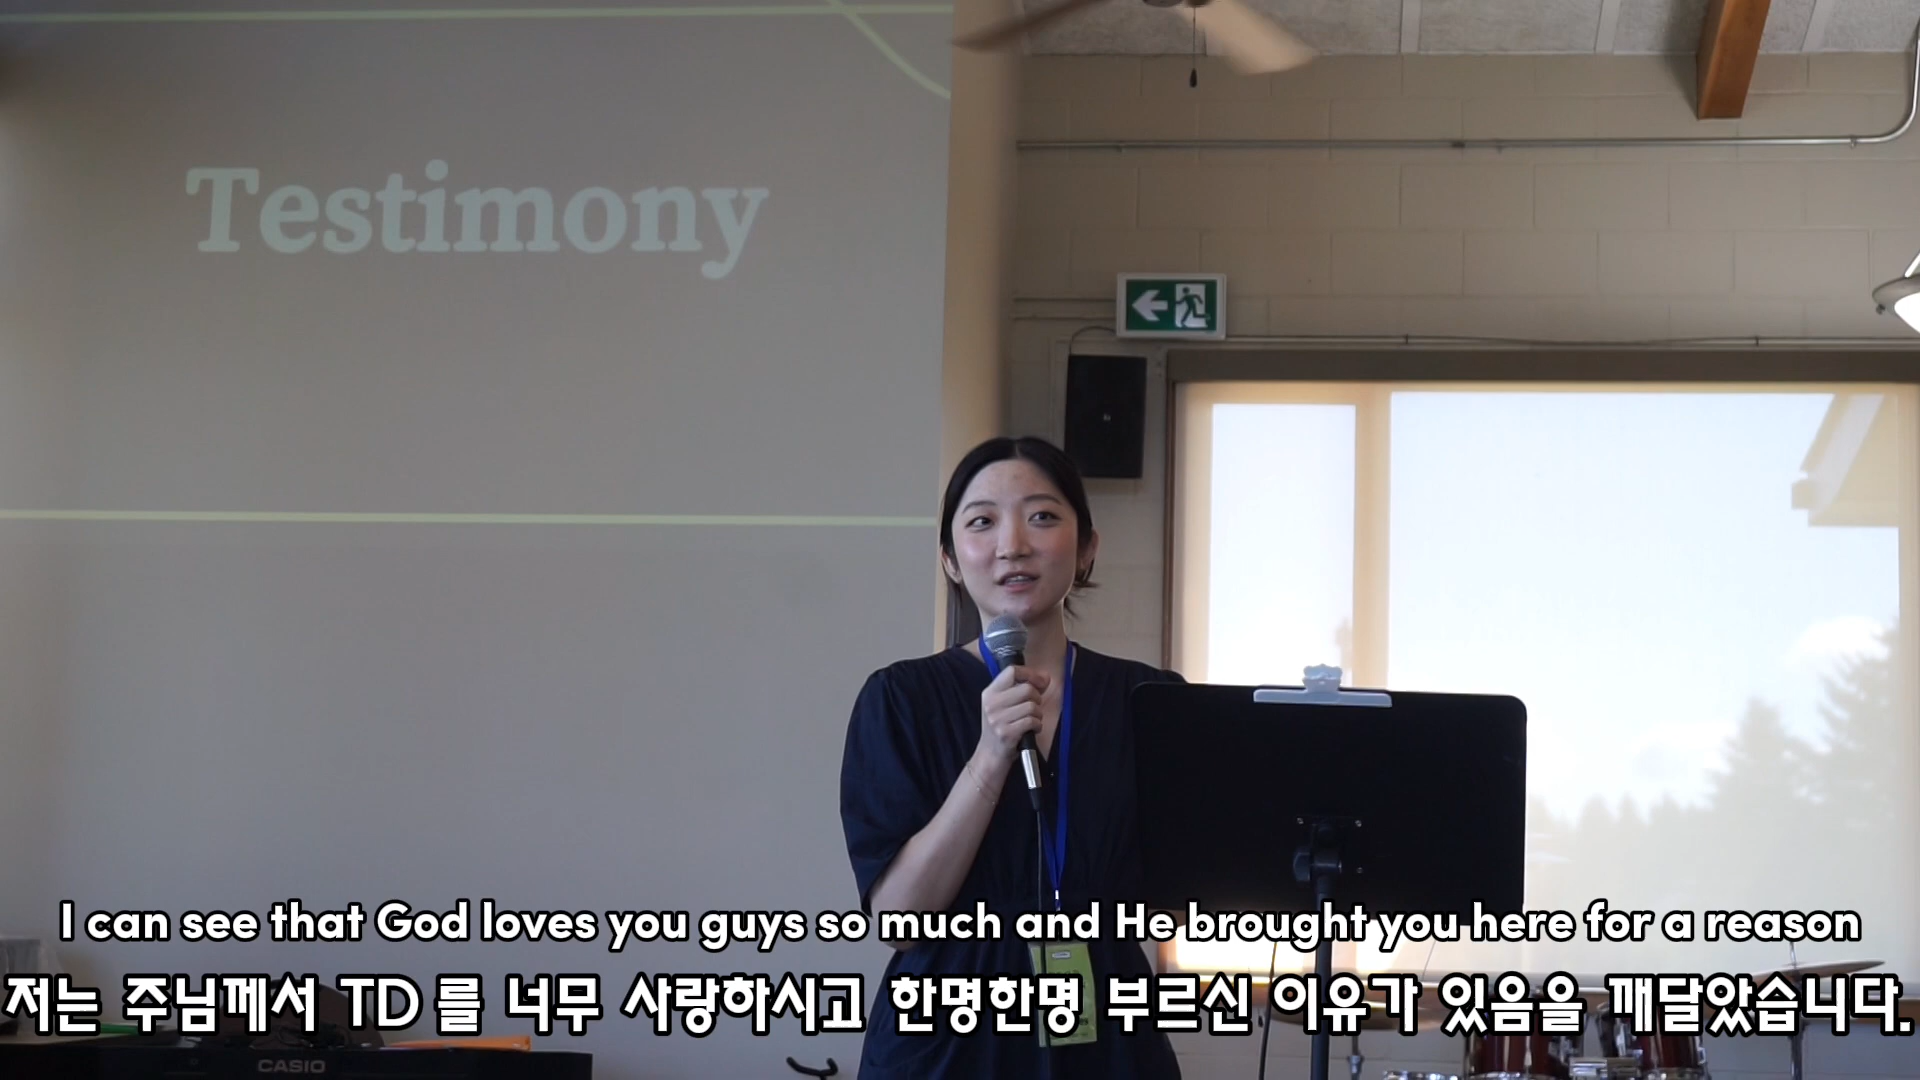 Testimony
I can see that God loves you guys so much and He brought you here for a reason
저는 주님께서 TD 를 너무 사랑하시고 한명한명 부르신 이유가 있음을 깨달았습니다.
CASIO